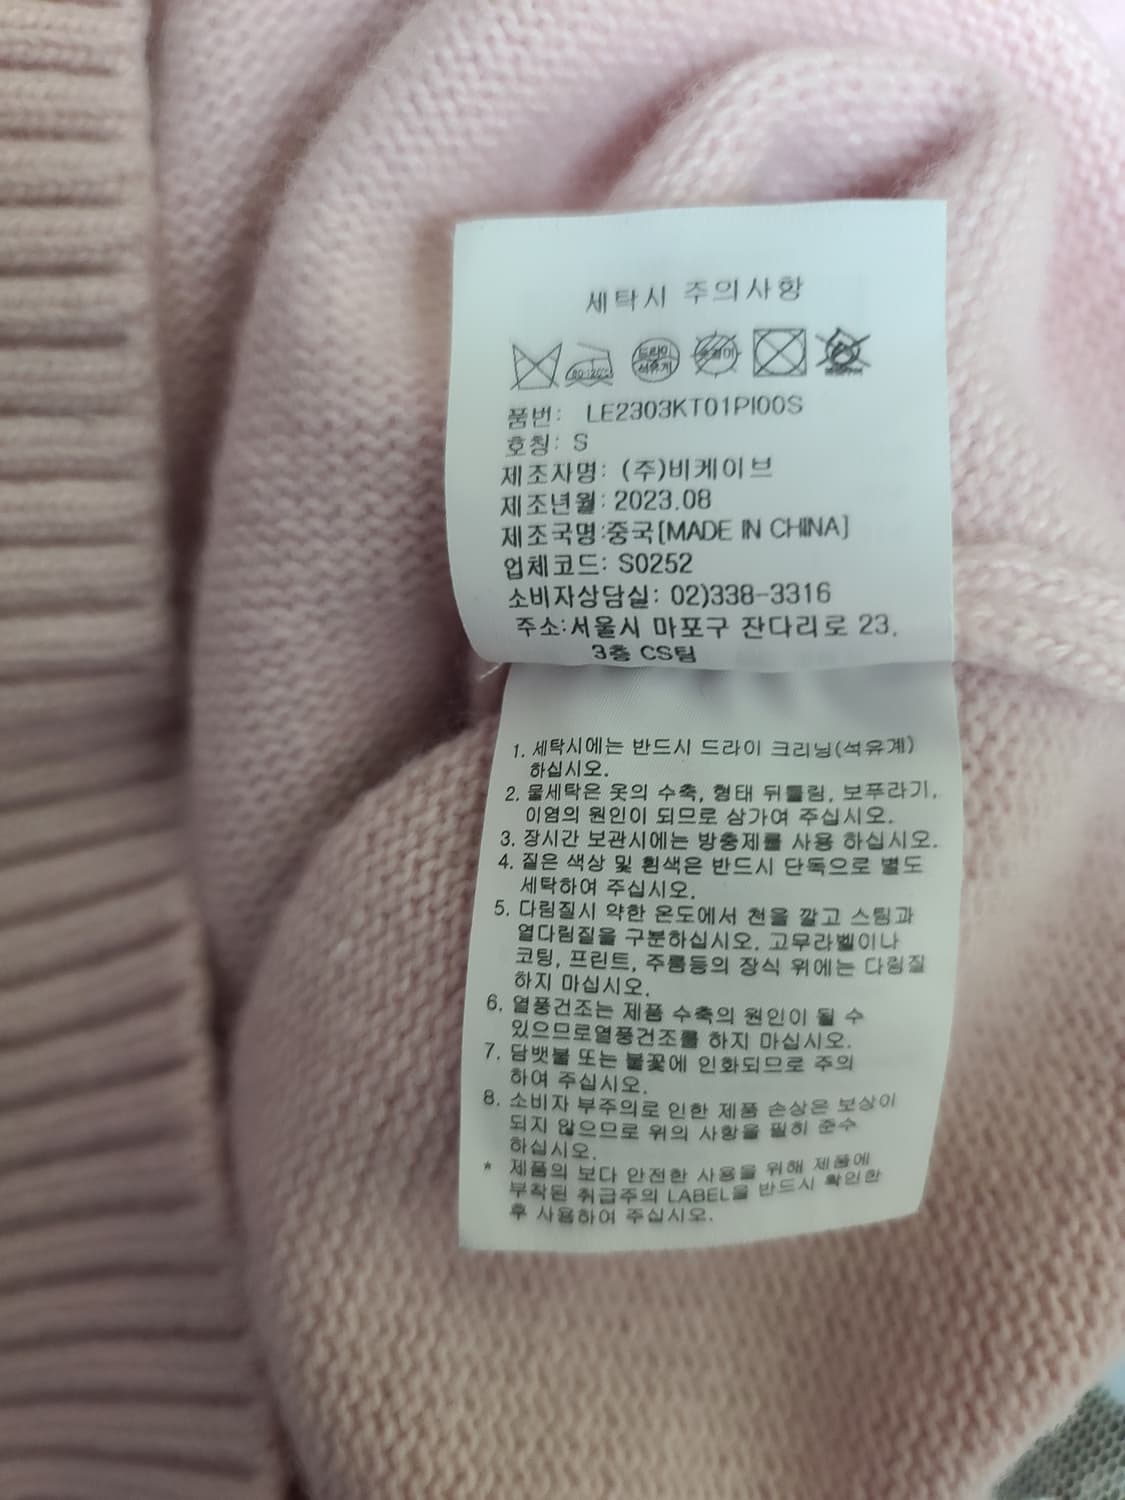 세탁시 주의사항
80-120℃ 드라이
석유계
품번: LE2303KT01PI00S
호칭: S
제조자명: (주)비케이브
제조년월: 2023.08
제조국명:중국[MADE IN CHINA]
업체코드: S0252
소비자상담실: 02)338-3316
주소:서울시 마포구 잔다리로 23,
3층 CS팀
1. 세탁시에는 반드시 드라이 크리닝(석유계)
하십시오.
2. 물세탁은 옷의 수축, 형태 뒤틀림, 보푸라기,
이염의 원인이 되므로 삼가여 주십시오.
3. 장시간 보관시에는 방충제를 사용 하십시오.
4. 짙은 색상 및 흰색은 반드시 단독으로 별도
세탁하여 주십시오.
5. 다림질시 약한 온도에서 천을 깔고 스팀과
열다림질을 구분하십시오. 고무라벨이나
코팅, 프린트, 주름등의 장식 위에는 다림질
하지 마십시오.
6. 열풍건조는 제품 수축의 원인이 될 수
있으므로열풍건조를 하지 마십시오.
7. 담뱃불 또는 불꽃에 인화되므로 주의
하여 주십시오.
8. 소비자 부주의로 인한 제품 손상은 보상이
되지 않으므로 위의 사항을 필히 준수
하십시오.
* 제품의 보다 안전한 사용을 위해 제품에
부착된 취급주의 LABEL을 반드시 확인한
후 사용하여 주십시오.